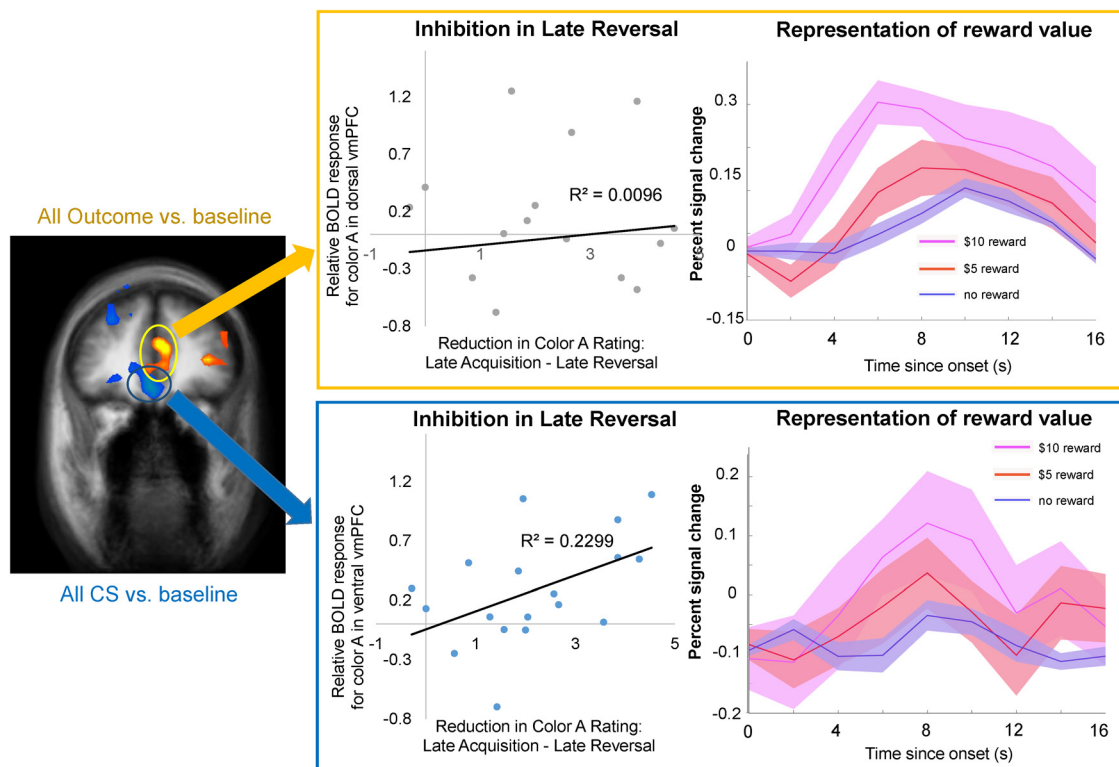 All Outcome vs. baseline
All CS vs. baseline
Inhibition in Late Reversal
Relative BOLD response
for color A in dorsal vmPFC
1.2
0.7
0.2
-0.3
-0.8
-1
1
3
R² = 0.0096
Reduction in Color A Rating:
Late Acquisition - Late Reversal
Representation of reward value
Percent signal change
0.3
0.15
0
-0.15
$10 reward
$5 reward
no reward
0
4
8
12
16
Time since onset (s)
Inhibition in Late Reversal
Relative BOLD response
for color A in ventral vmPFC
1.2
0.7
0.2
-0.3
-0.8
-1
1
3
5
R² = 0.2299
Reduction in Color A Rating:
Late Acquisition - Late Reversal
Representation of reward value
Percent signal change
0.2
0.1
0
-0.1
-0.2
$10 reward
$5 reward
no reward
0
4
8
12
16
Time since onset (s)